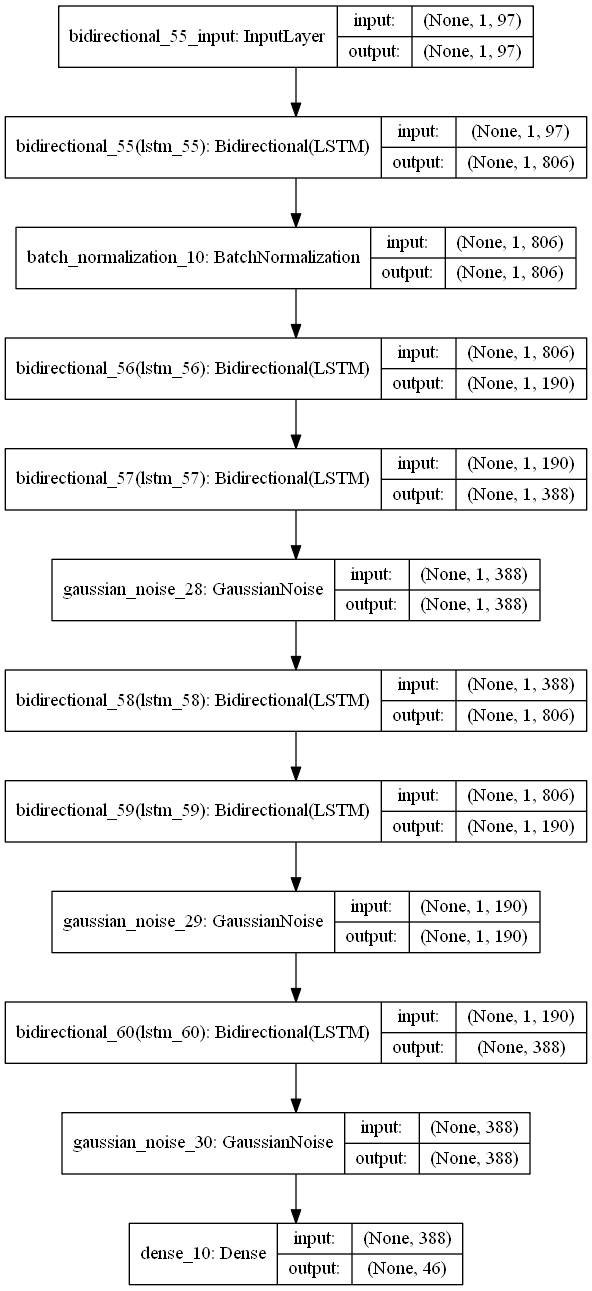 bidirectional_55_input: InputLayer
input: (None, 1, 97)
output: (None, 1, 97)
bidirectional_55(lstm_55): Bidirectional(LSTM)
input: (None, 1, 97)
output: (None, 1, 806)
batch_normalization_10: BatchNormalization
input: (None, 1, 806)
output: (None, 1, 806)
bidirectional_56(lstm_56): Bidirectional(LSTM)
input: (None, 1, 806)
output: (None, 1, 190)
bidirectional_57(lstm_57): Bidirectional(LSTM)
input: (None, 1, 190)
output: (None, 1, 388)
gaussian_noise_28: GaussianNoise
input: (None, 1, 388)
output: (None, 1, 388)
bidirectional_58(lstm_58): Bidirectional(LSTM)
input: (None, 1, 388)
output: (None, 1, 806)
bidirectional_59(lstm_59): Bidirectional(LSTM)
input: (None, 1, 806)
output: (None, 1, 190)
gaussian_noise_29: GaussianNoise
input: (None, 1, 190)
output: (None, 1, 190)
bidirectional_60(lstm_60): Bidirectional(LSTM)
input: (None, 1, 190)
output: (None, 388)
gaussian_noise_30: GaussianNoise
input: (None, 388)
output: (None, 388)
dense_10: Dense
input: (None, 388)
output: (None, 46)